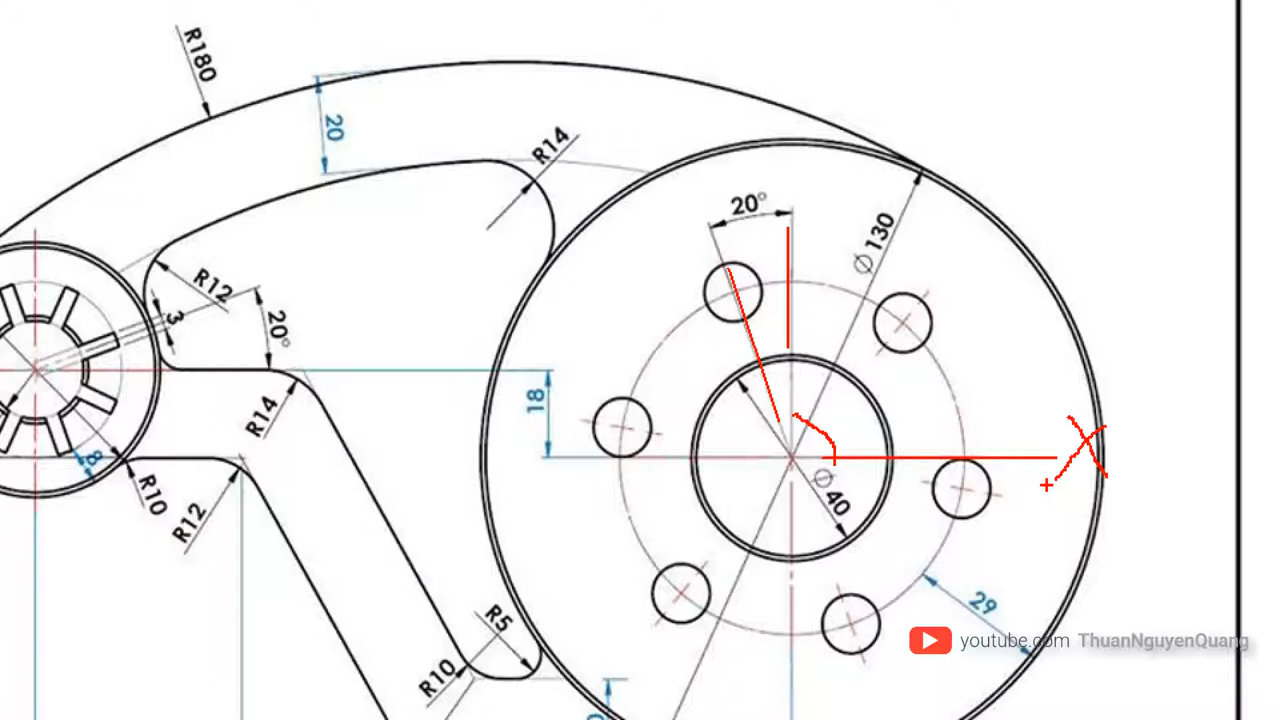 R180
20
R14
20°
Ø130
R12
3
20°
18
R14
8
R10
R12
Ø40
29
R5
R10
X
+
youtube.com ThuanNguyenQuang